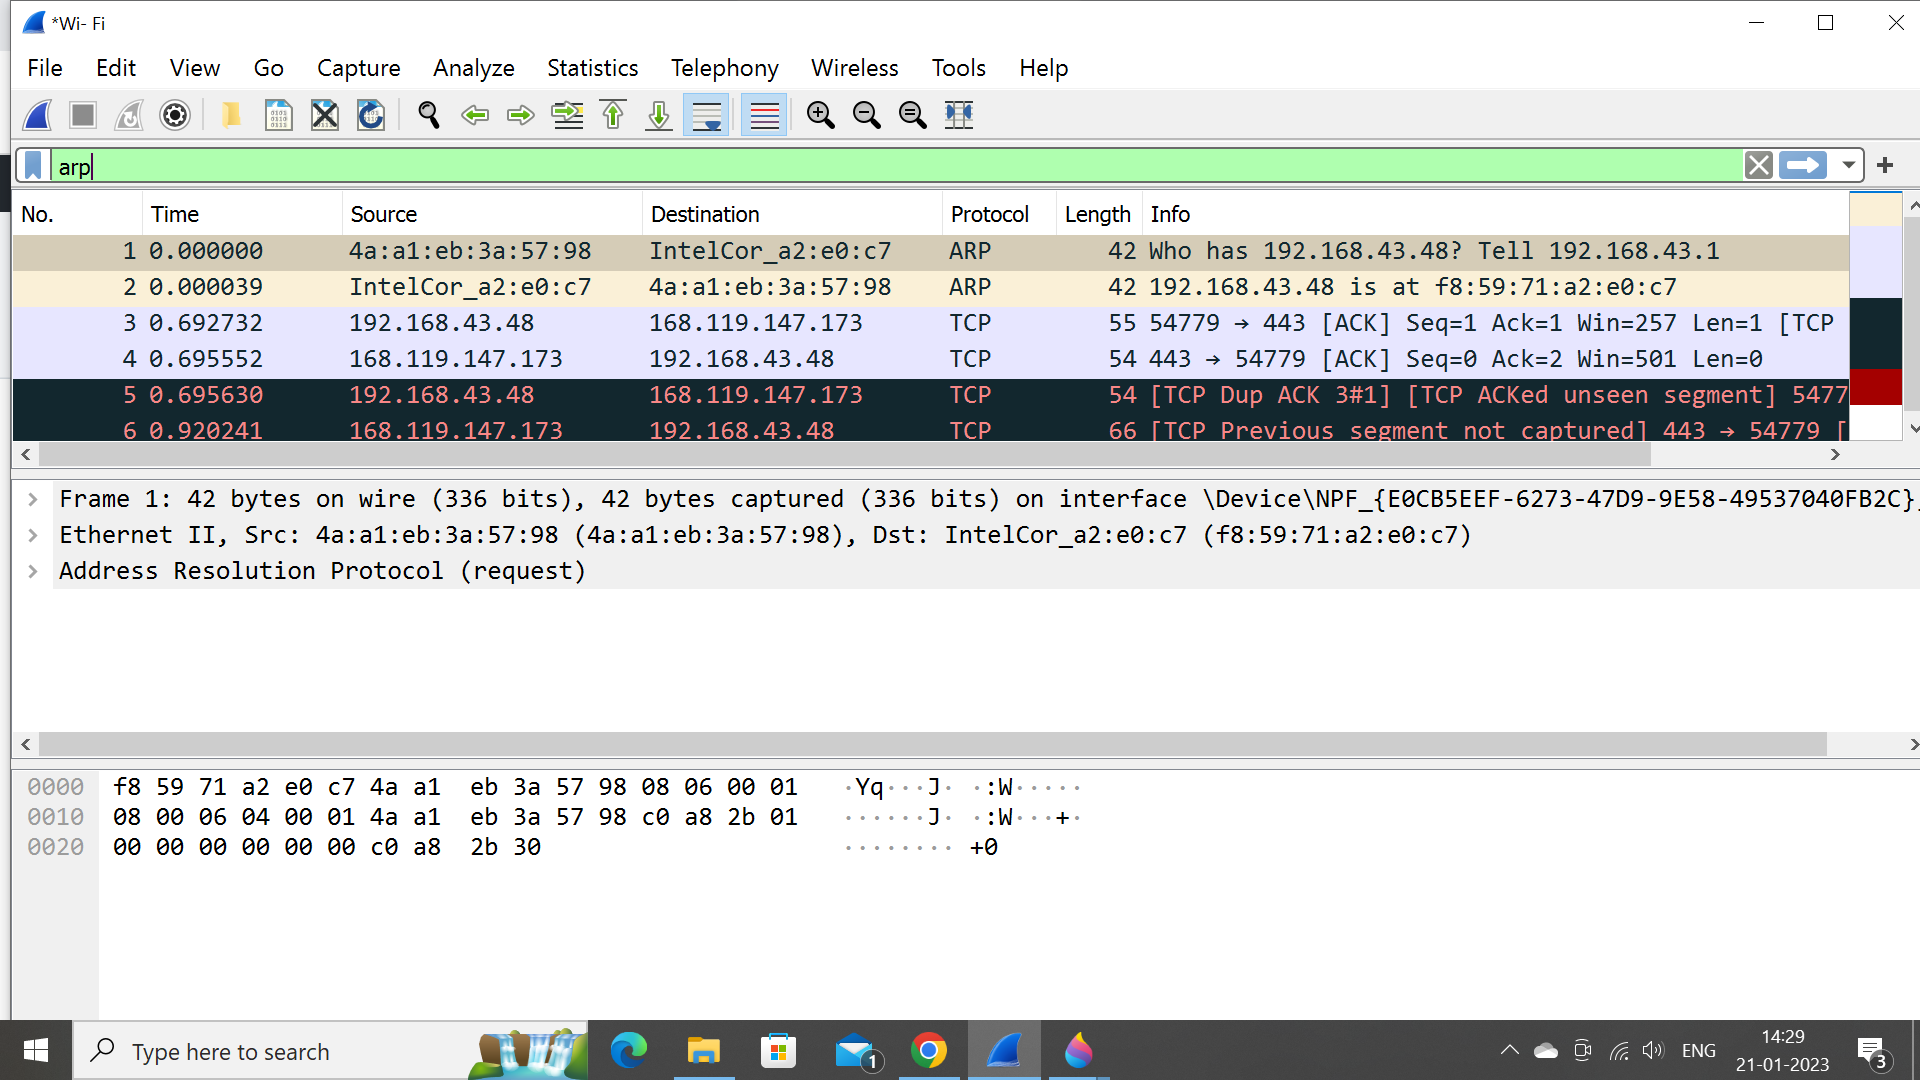 *Wi- Fi
File Edit View Go Capture Analyze Statistics Telephony Wireless Tools Help
arp
No. Time Source Destination Protocol Length Info
1 0.000000 4a:a1:eb:3a:57:98 IntelCor_a2:e0:c7 ARP 42 Who has 192.168.43.48? Tell 192.168.43.1
2 0.000039 IntelCor_a2:e0:c7 4a:a1:eb:3a:57:98 ARP 42 192.168.43.48 is at f8:59:71:a2:e0:c7
3 0.692732 192.168.43.48 168.119.147.173 TCP 55 54779 → 443 [ACK] Seq=1 Ack=1 Win=257 Len=1 [TCP
4 0.695552 168.119.147.173 192.168.43.48 TCP 54 443 → 54779 [ACK] Seq=0 Ack=2 Win=501 Len=0
5 0.695630 192.168.43.48 168.119.147.173 TCP 54 [TCP Dup ACK 3#1] [TCP ACKed unseen segment] 5477
6 0.920241 168.119.147.173 192.168.43.48 TCP 66 [TCP Previous segment not captured] 443 → 54779 [
Frame 1: 42 bytes on wire (336 bits), 42 bytes captured (336 bits) on interface \Device\NPF_{E0CB5EEF-6273-47D9-9E58-49537040FB2C},
Ethernet II, Src: 4a:a1:eb:3a:57:98 (4a:a1:eb:3a:57:98), Dst: IntelCor_a2:e0:c7 (f8:59:71:a2:e0:c7)
Address Resolution Protocol (request)
0000 f8 59 71 a2 e0 c7 4a a1 eb 3a 57 98 08 06 00 01 ·Yq···J· ·:W·····
0010 08 00 06 04 00 01 4a a1 eb 3a 57 98 c0 a8 2b 01 ······J· ·:W···+·
0020 00 00 00 00 00 00 c0 a8 2b 30 ········ +0
Type here to search
1
ENG
14:29
21-01-2023
3